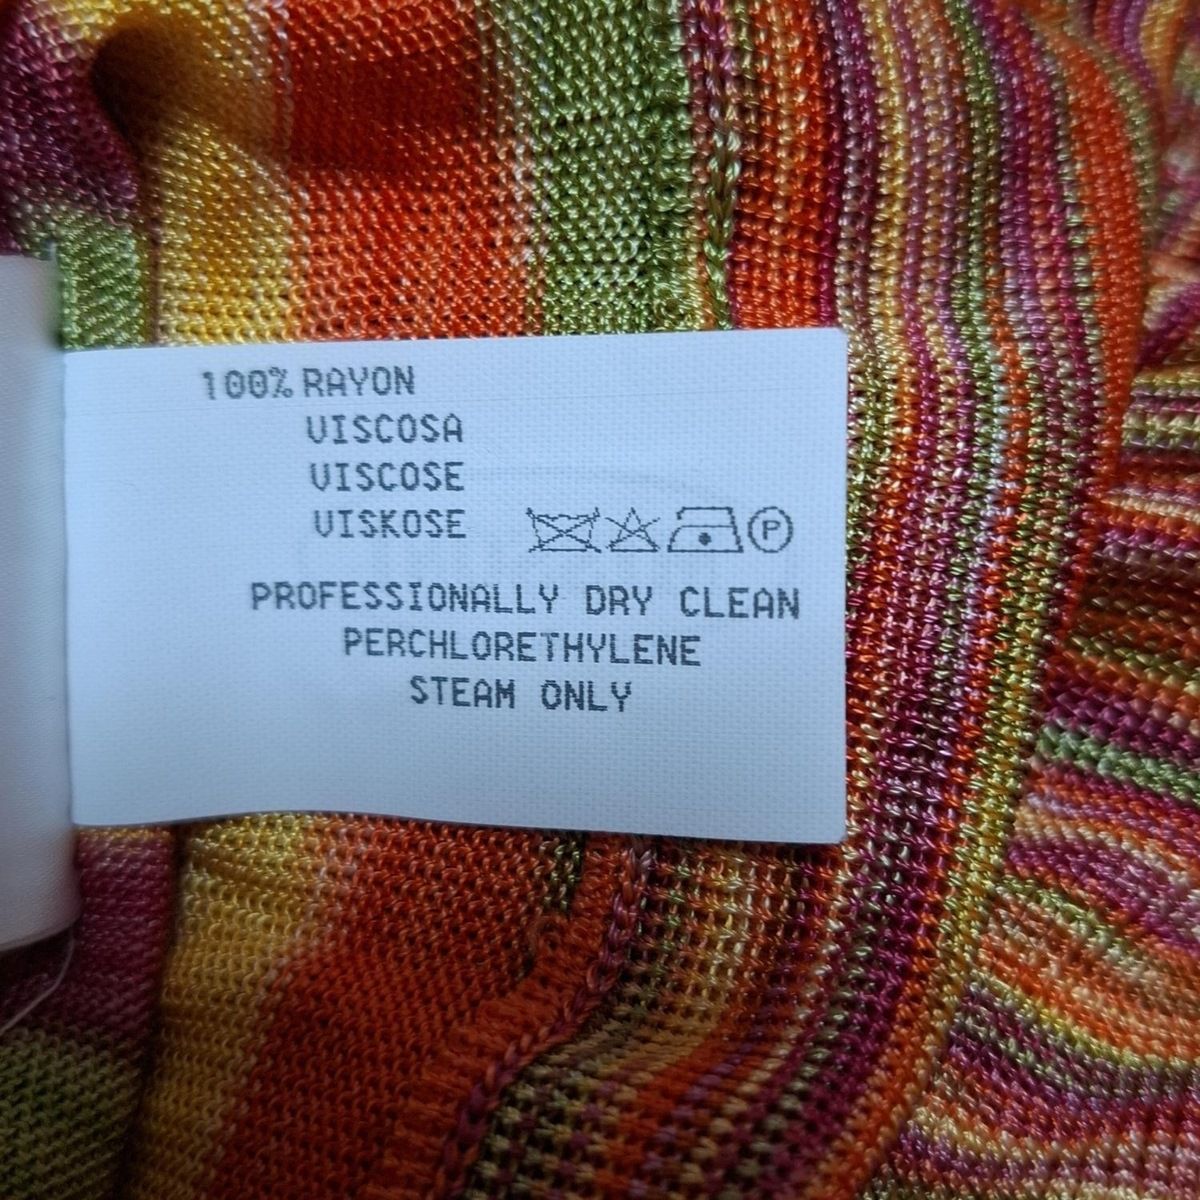 100% RAYON
VISCOSA
VISCOSE
VISKOSE P
PROFESSIONALLY DRY CLEAN
PERCHLORETHYLENE
STEAM ONLY